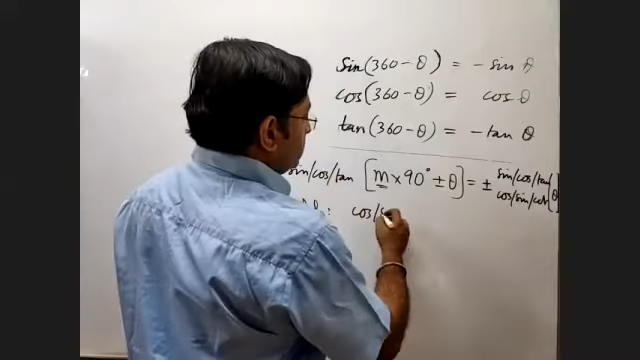 sin(360-θ) = - sin θ
cos(360-θ) = cos θ
tan(360-θ) = - tan θ
sin/cos/tan [m×90° ± θ] = ± sin/cos/tan
cos/sin/cot [θ]
cos/